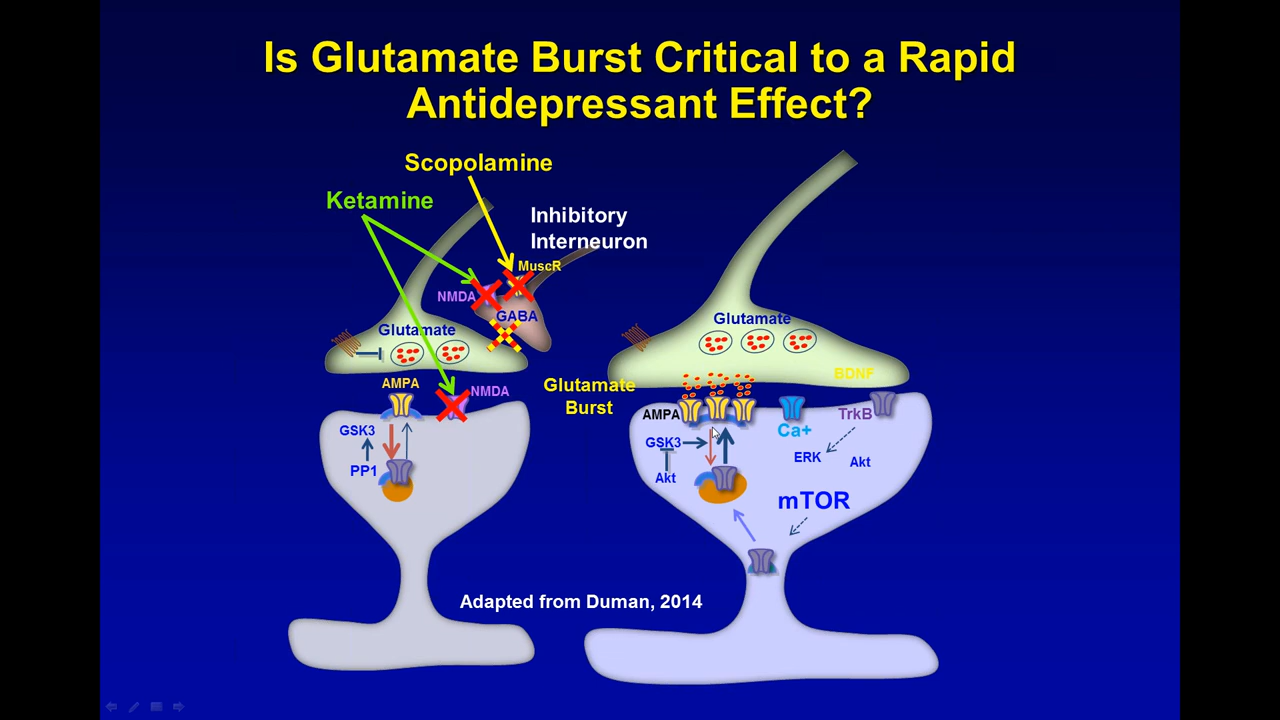 Is Glutamate Burst Critical to a Rapid
Antidepressant Effect?
Scopolamine
Ketamine
Inhibitory
Interneuron
MuscR
NMDA
GABA
Glutamate
AMPA
NMDA
GSK3
PP1
Glutamate
Burst
Glutamate
BDNF
AMPA
TrkB
Ca+
GSK3
ERK
Akt
Akt
mTOR
Adapted from Duman, 2014